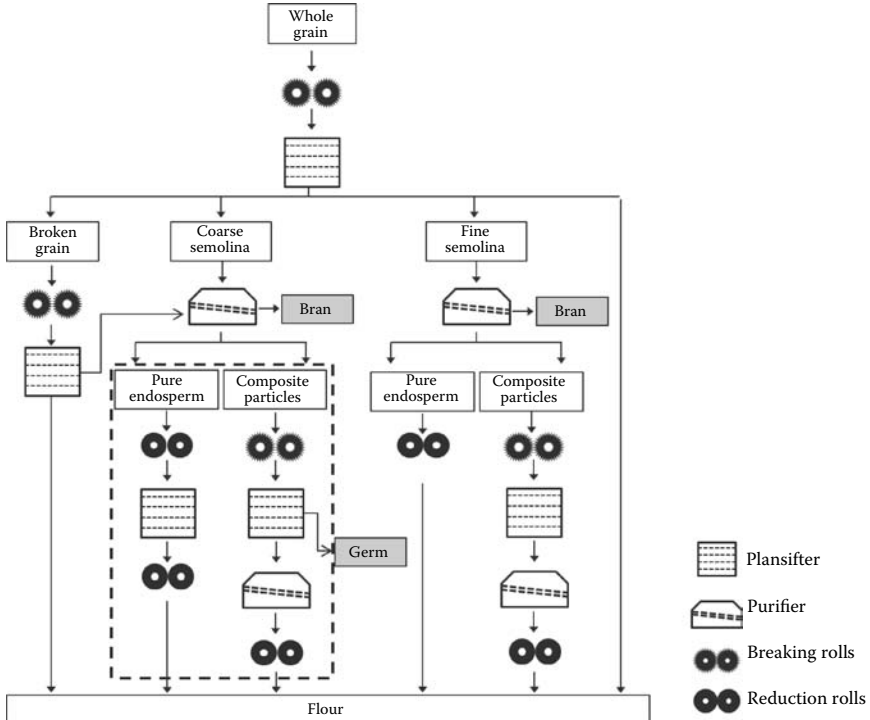 Whole
grain
Broken
grain
Coarse
semolina
Fine
semolina
Bran
Bran
Pure
endosperm
Composite
particles
Pure
endosperm
Composite
particles
Germ
Plansifter
Purifier
Breaking rolls
Reduction rolls
Flour